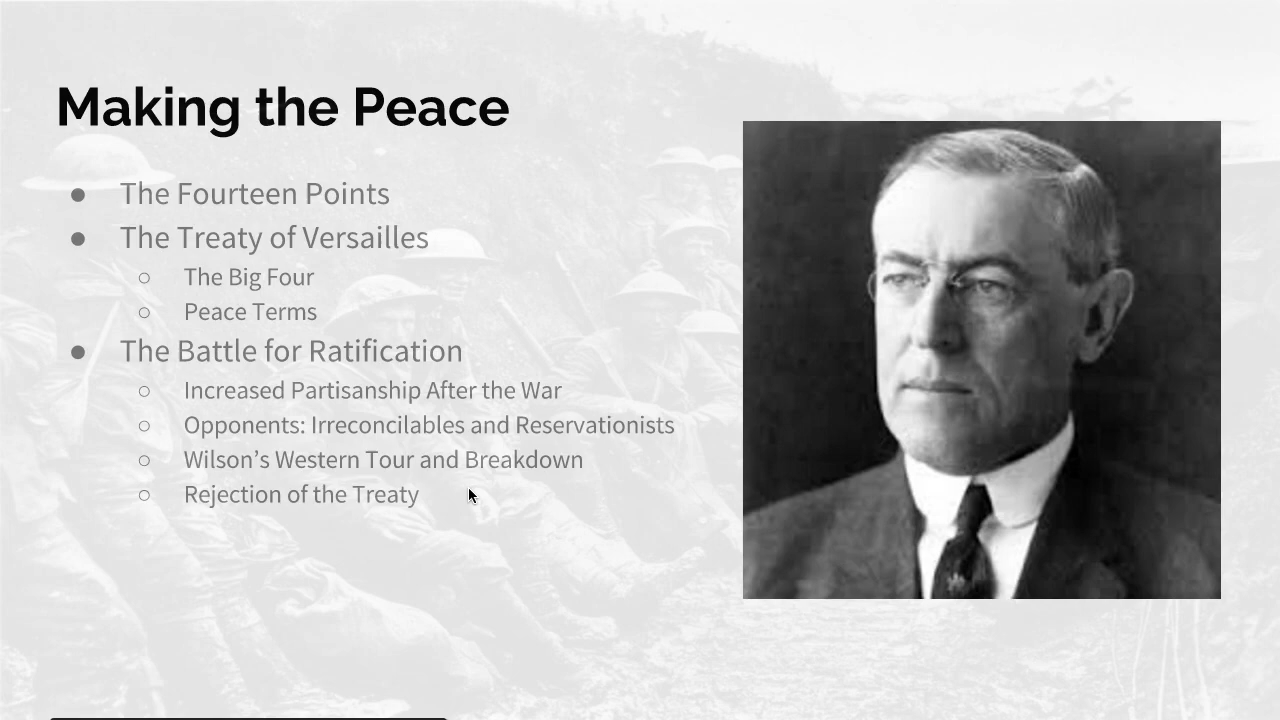 Making the Peace
● The Fourteen Points
● The Treaty of Versailles
○ The Big Four
○ Peace Terms
● The Battle for Ratification
○ Increased Partisanship After the War
○ Opponents: Irreconcilables and Reservationists
○ Wilson’s Western Tour and Breakdown
○ Rejection of the Treaty